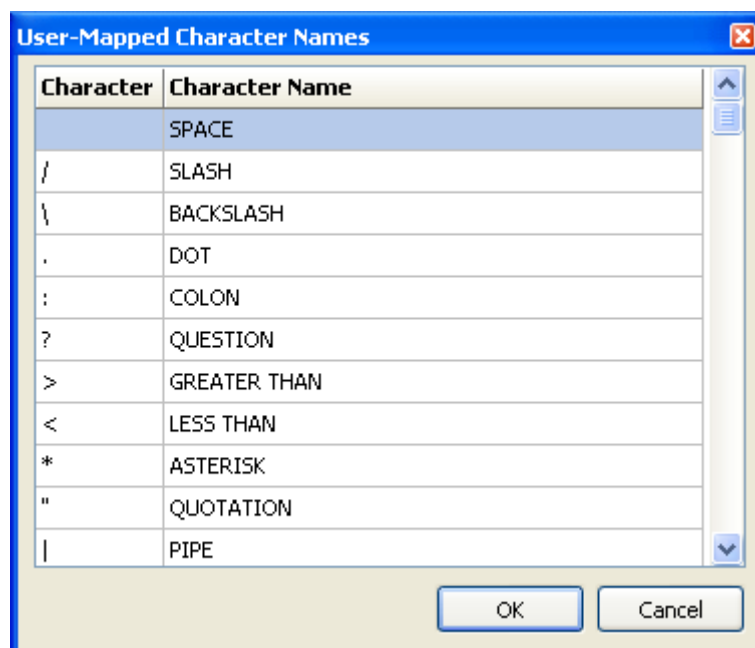 User-Mapped Character Names
Character Character Name
SPACE
/ SLASH
\ BACKSLASH
. DOT
: COLON
? QUESTION
> GREATER THAN
< LESS THAN
* ASTERISK
" QUOTATION
| PIPE
OK Cancel